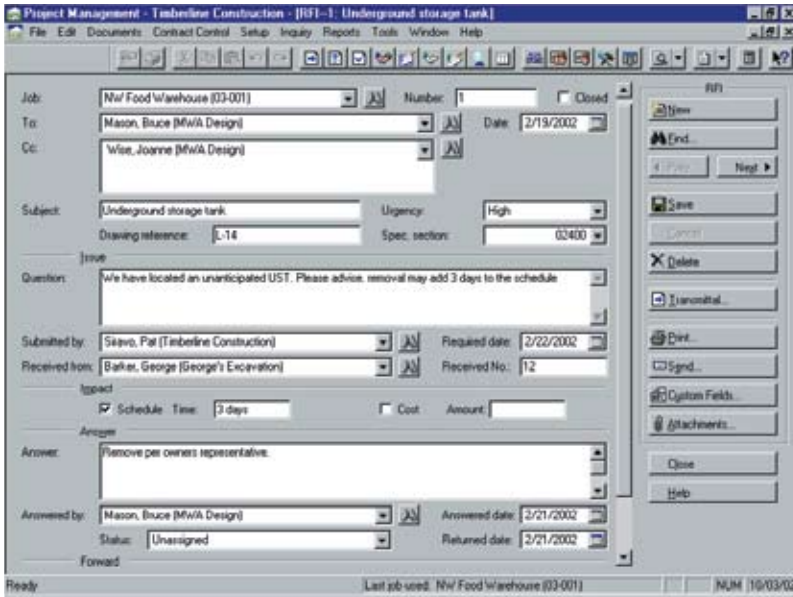 Project Management - Timberline Construction - [RFI--1: Underground storage tank]
File Edit Documents Contract Control Setup Inquiry Reports Tools Window Help
RFI
Job: NW Food Warehouse (03-001) Number: 1 Closed
New
To: Mason, Bruce (MWA Design) Date: 2/19/2002
Find...
Cc: Wise, Joanne (MWA Design)
Prev Next
Subject: Underground storage tank Urgency: High
Save
Drawing reference: L-14 Spec. section: 02400
Cancel
Issue
Delete
Question: We have located an unanticipated UST. Please advise, removal may add 3 days to the schedule
Transmittal...
Submitted by: Siravo, Pat (Timberline Construction) Required date: 2/22/2002
Print...
Received from: Barker, George (George's Excavation) Received No.: 12
Send...
Impact
Custom Fields...
Schedule Time: 3 days Cost Amount:
Attachments...
Answer
Answer: Remove per owners representative.
Close
Help
Answered by: Mason, Bruce (MWA Design) Answered date: 2/21/2002
Status: Unassigned Returned date: 2/21/2002
Forward
Ready Last job used: NW Food Warehouse (03-001) NUM 10/03/02